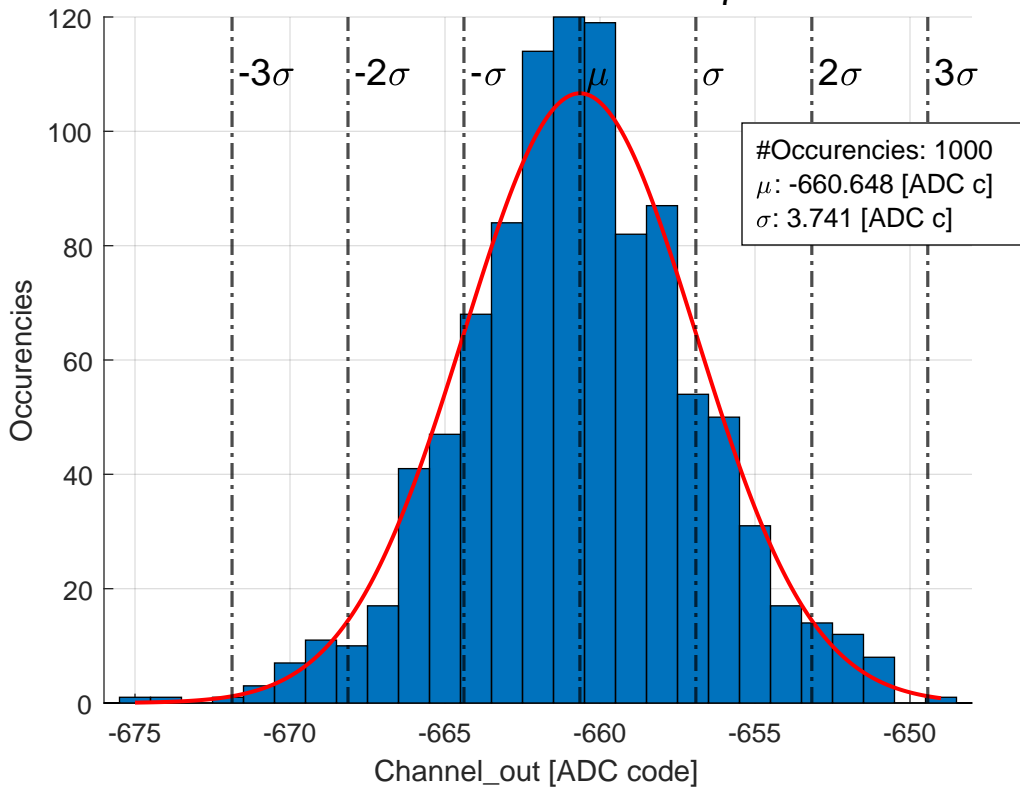 120
100
80
60
40
20
0
-3σ
-2σ
-σ
μ
σ
2σ
3σ
#Occurencies: 1000
μ: -660.648 [ADC c]
σ: 3.741 [ADC c]
Occurencies
-675
-670
-665
-660
-655
-650
Channel_out [ADC code]